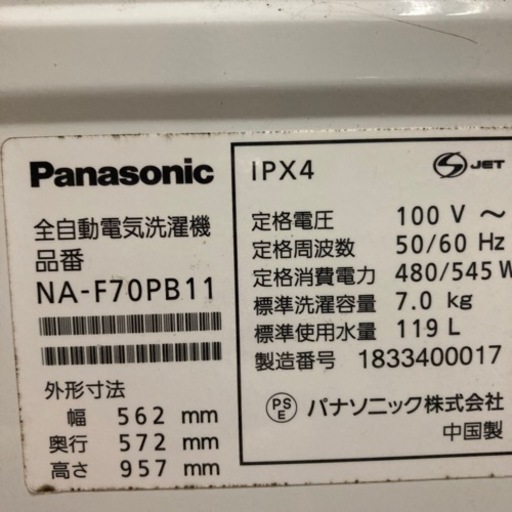 Panasonic
全自動電気洗濯機
品番
NA-F70PB11
外形寸法
幅 562 mm
奥行 572 mm
高さ 957 mm
IPX4
S JET
定格電圧 100 V ～
定格周波数 50/60 Hz
定格消費電力 480/545 W
標準洗濯容量 7.0 kg
標準使用水量 119 L
製造番号 1833400017
PS E パナソニック株式会社
中国製